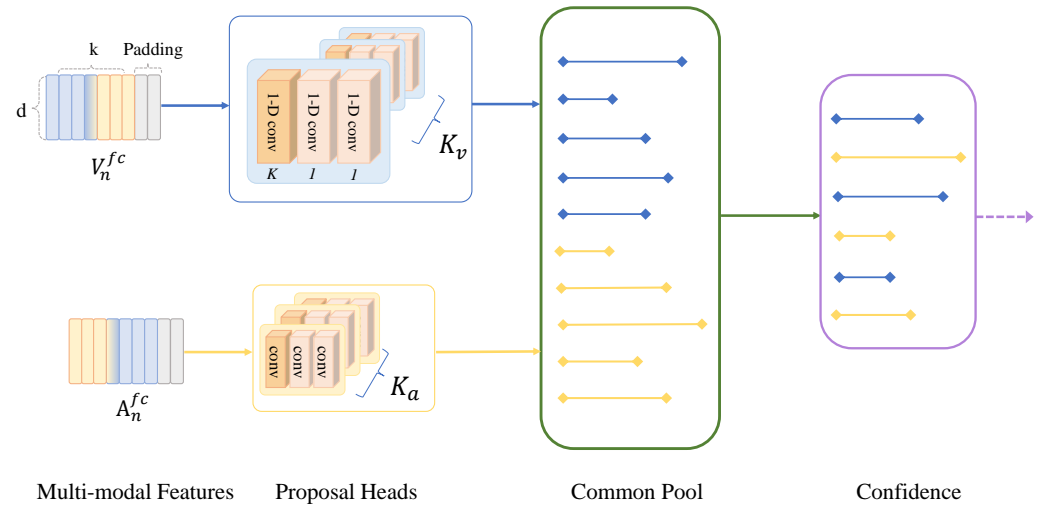 k
Padding
d
V_n^{fc}
1-D conv
1-D conv
1-D conv
K
1
1
K_v
A_n^{fc}
conv
conv
conv
K_a
Multi-modal Features
Proposal Heads
Common Pool
Confidence